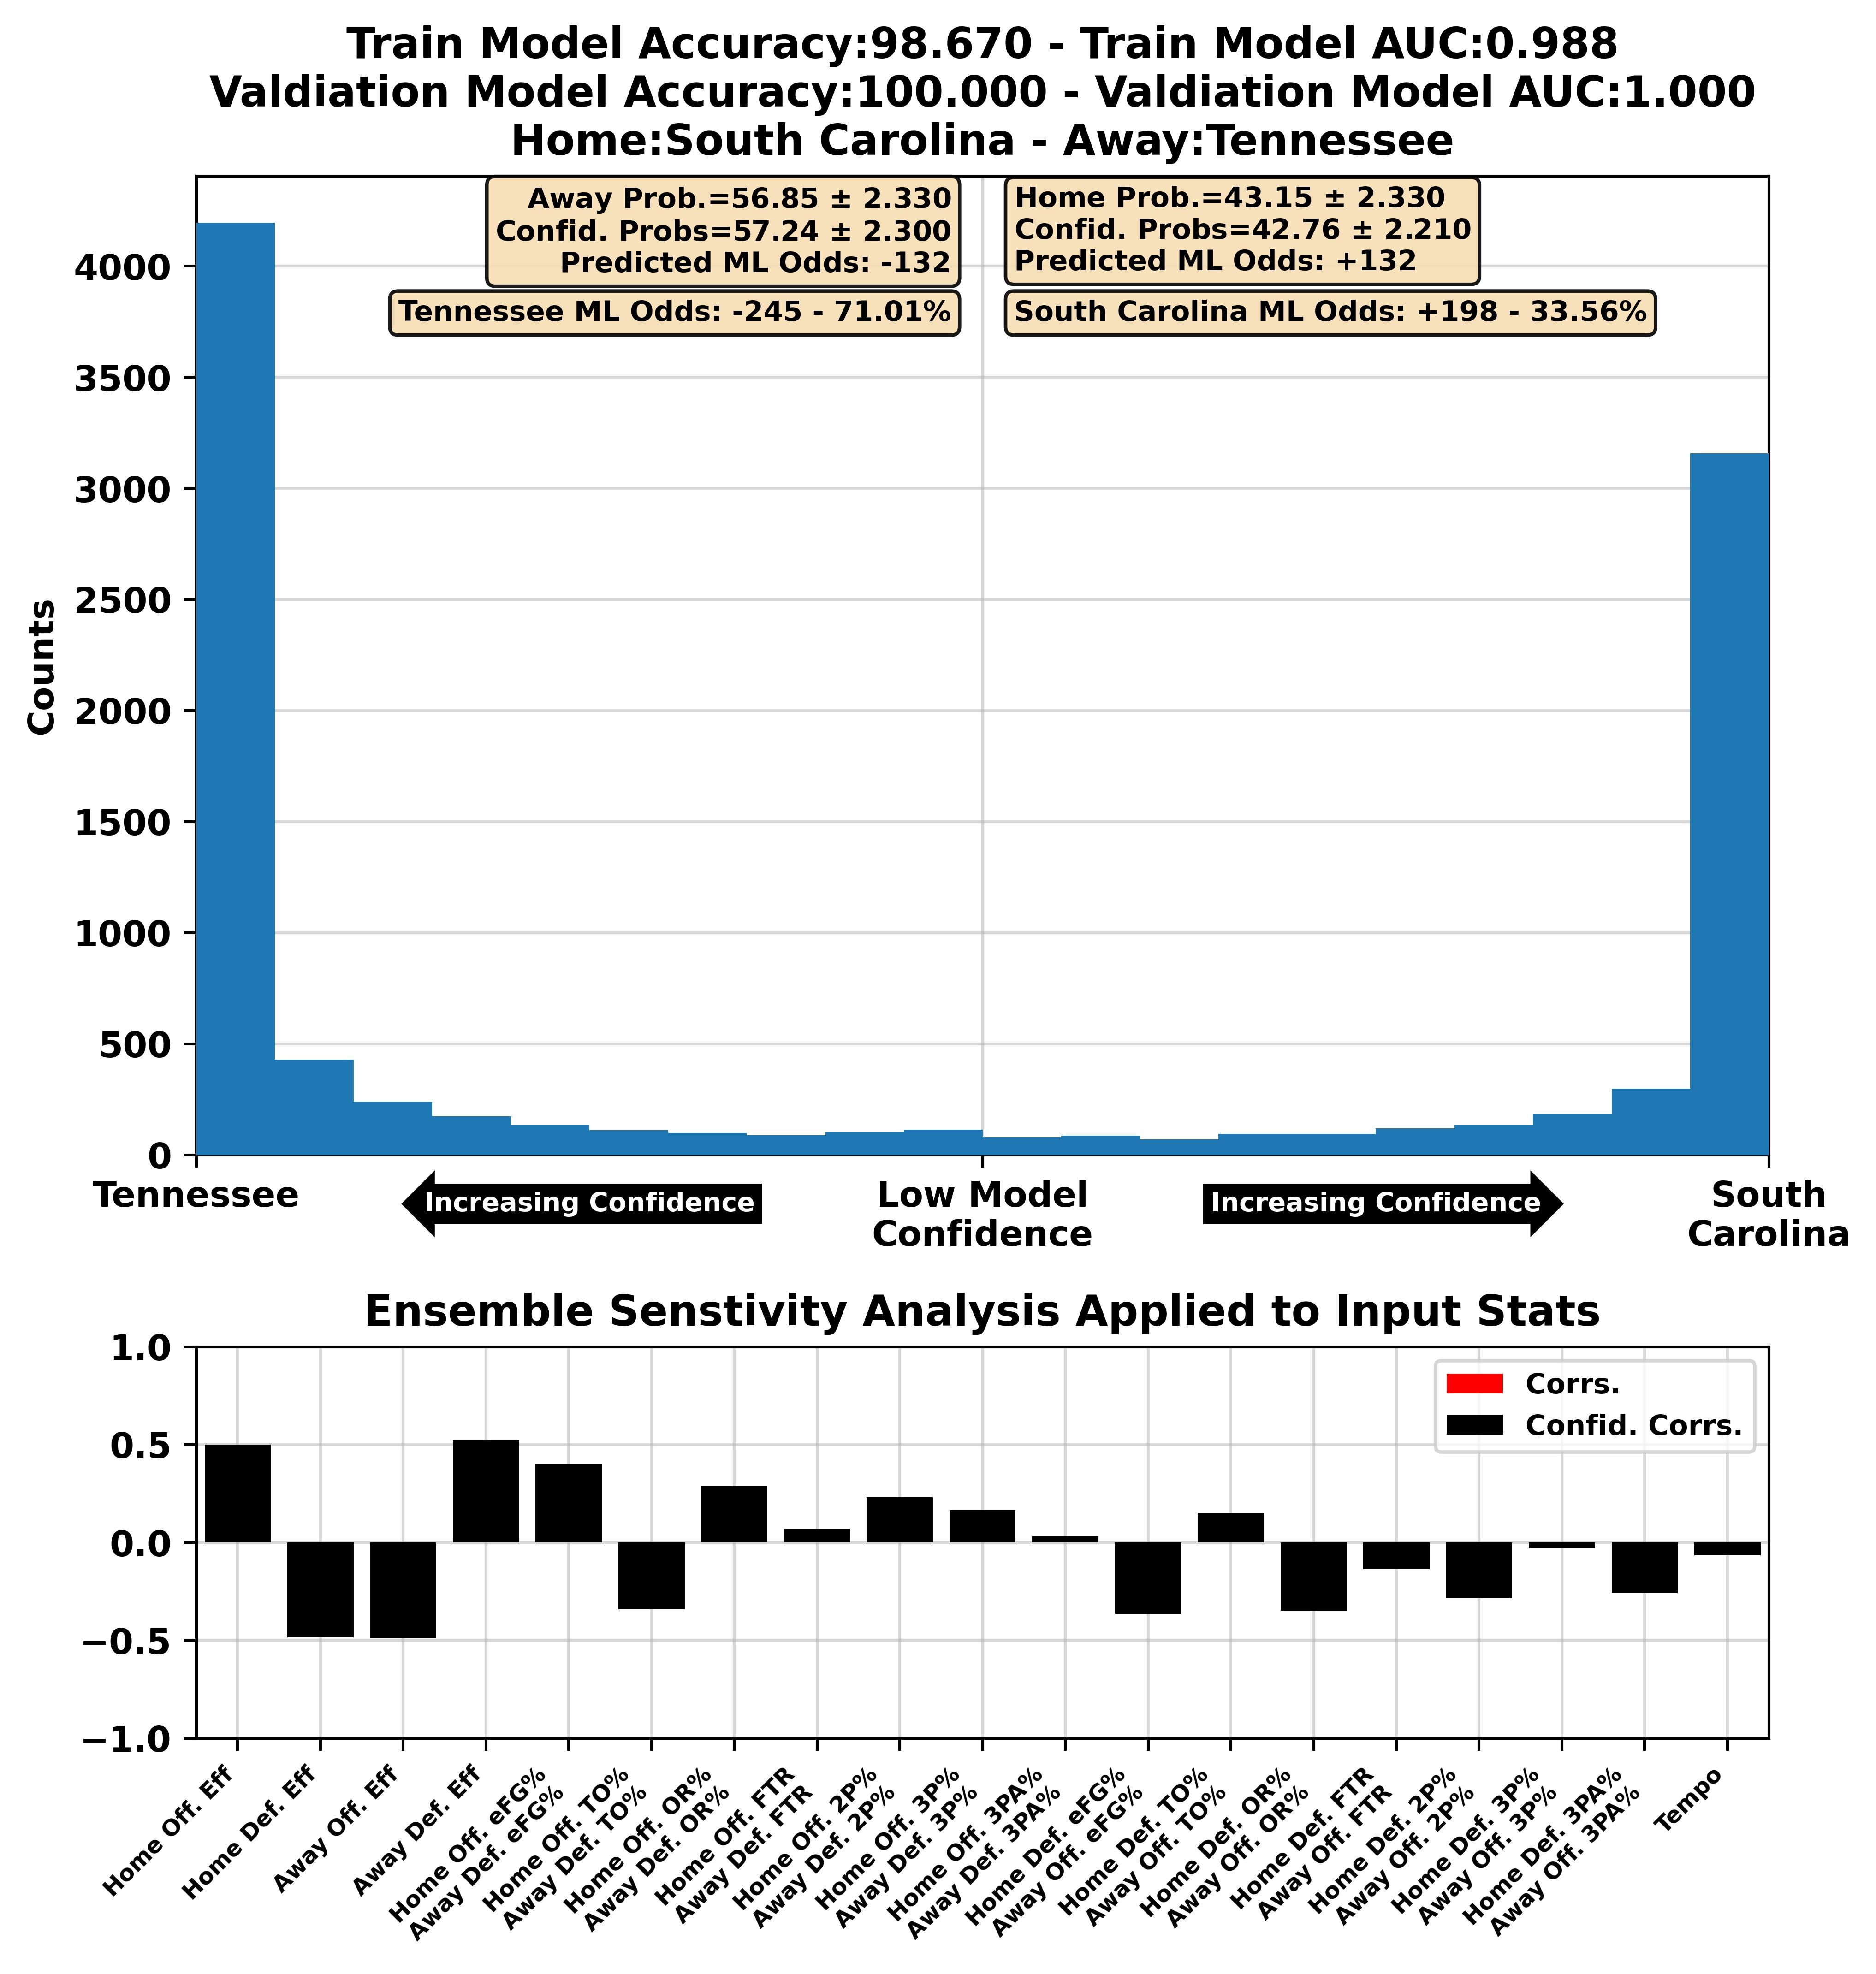 Train Model Accuracy:98.670 - Train Model AUC:0.988
Valdiation Model Accuracy:100.000 - Valdiation Model AUC:1.000
Home:South Carolina - Away:Tennessee
Away Prob.=56.85 ± 2.330
Confid. Probs=57.24 ± 2.300
Predicted ML Odds: -132
Tennessee ML Odds: -245 - 71.01%
Home Prob.=43.15 ± 2.330
Confid. Probs=42.76 ± 2.210
Predicted ML Odds: +132
South Carolina ML Odds: +198 - 33.56%
Counts
4000
3500
3000
2500
2000
1500
1000
500
0
Tennessee
Increasing Confidence
Low Model
Confidence
Increasing Confidence
South
Carolina
Ensemble Senstivity Analysis Applied to Input Stats
1.0
0.5
0.0
−0.5
−1.0
Corrs.
Confid. Corrs.
Home Off. Eff
Home Def. Eff
Away Off. Eff
Away Def. Eff
Home Off. eFG%
Away Def. eFG%
Home Off. TO%
Away Def. TO%
Home Off. OR%
Away Def. OR%
Home Off. FTR
Away Def. FTR
Home Off. 2P%
Away Def. 2P%
Home Off. 3P%
Away Def. 3P%
Home Off. 3PA%
Away Def. 3PA%
Home Def. eFG%
Away Off. eFG%
Home Def. TO%
Away Off. TO%
Home Def. OR%
Away Off. OR%
Home Def. FTR
Away Off. FTR
Home Def. 2P%
Away Off. 2P%
Home Def. 3P%
Away Off. 3P%
Home Def. 3PA%
Away Off. 3PA%
Tempo